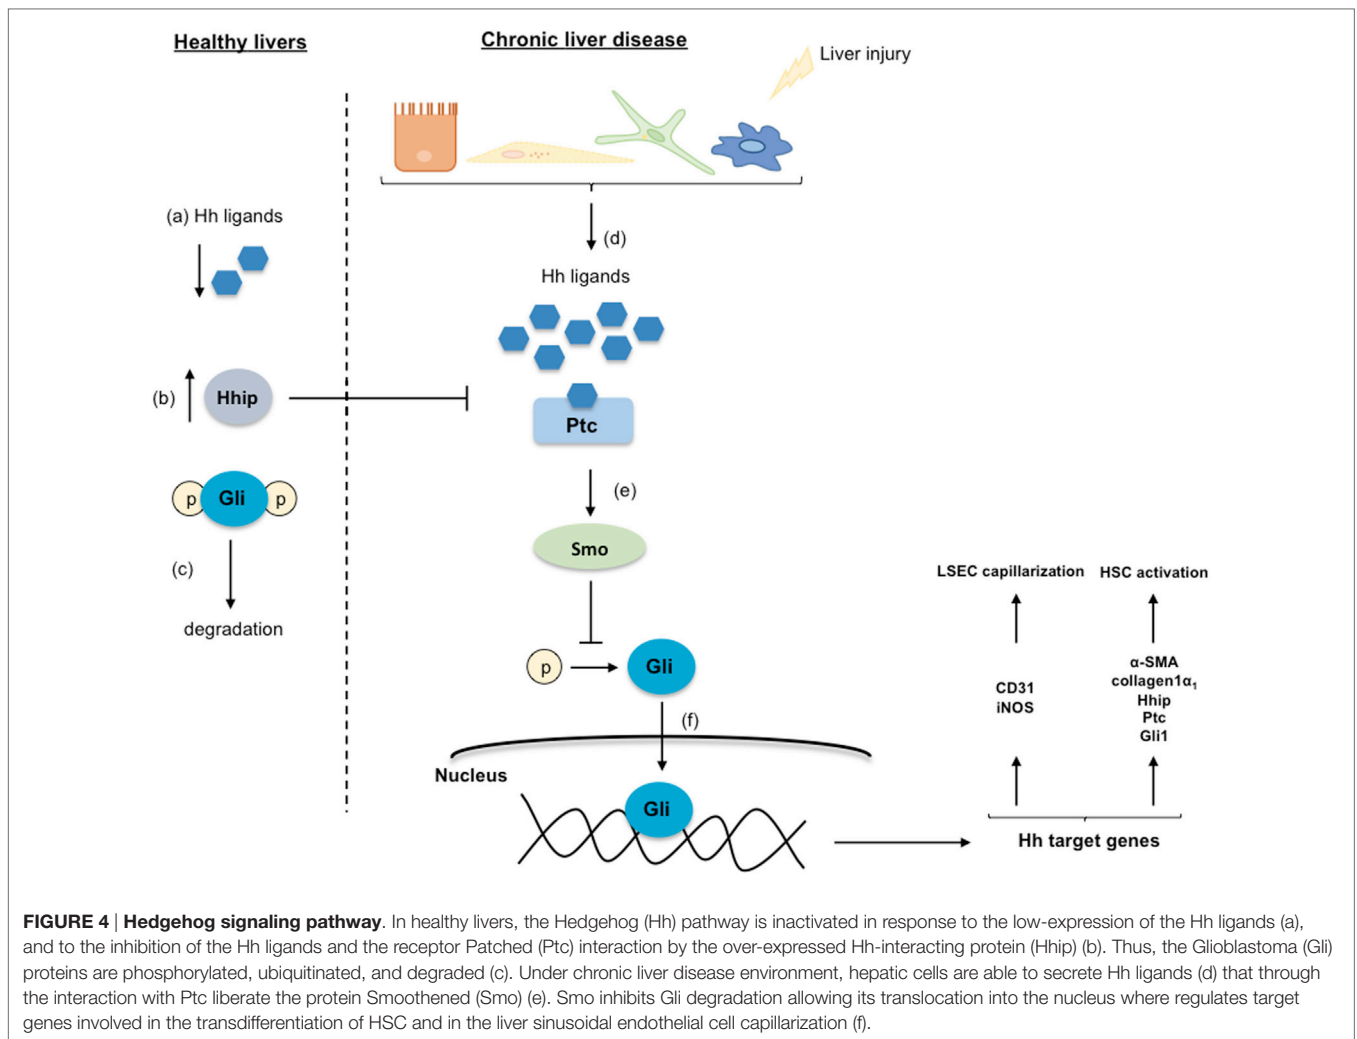 Healthy livers
Chronic liver disease
Liver injury
(a) Hh ligands
(d)
Hh ligands
(b)
Hhip
Ptc
p
Gli
p
(e)
(c)
Smo
degradation
LSEC capillarization
HSC activation
p
Gli
CD31
iNOS
α-SMA
collagen1α1
Hhip
Ptc
Gli1
(f)
Nucleus
Gli
Hh target genes
FIGURE 4 | Hedgehog signaling pathway. In healthy livers, the Hedgehog (Hh) pathway is inactivated in response to the low-expression of the Hh ligands (a),
and to the inhibition of the Hh ligands and the receptor Patched (Ptc) interaction by the over-expressed Hh-interacting protein (Hhip) (b). Thus, the Glioblastoma (Gli)
proteins are phosphorylated, ubiquitinated, and degraded (c). Under chronic liver disease environment, hepatic cells are able to secrete Hh ligands (d) that through
the interaction with Ptc liberate the protein Smoothened (Smo) (e). Smo inhibits Gli degradation allowing its translocation into the nucleus where regulates target
genes involved in the transdifferentiation of HSC and in the liver sinusoidal endothelial cell capillarization (f).